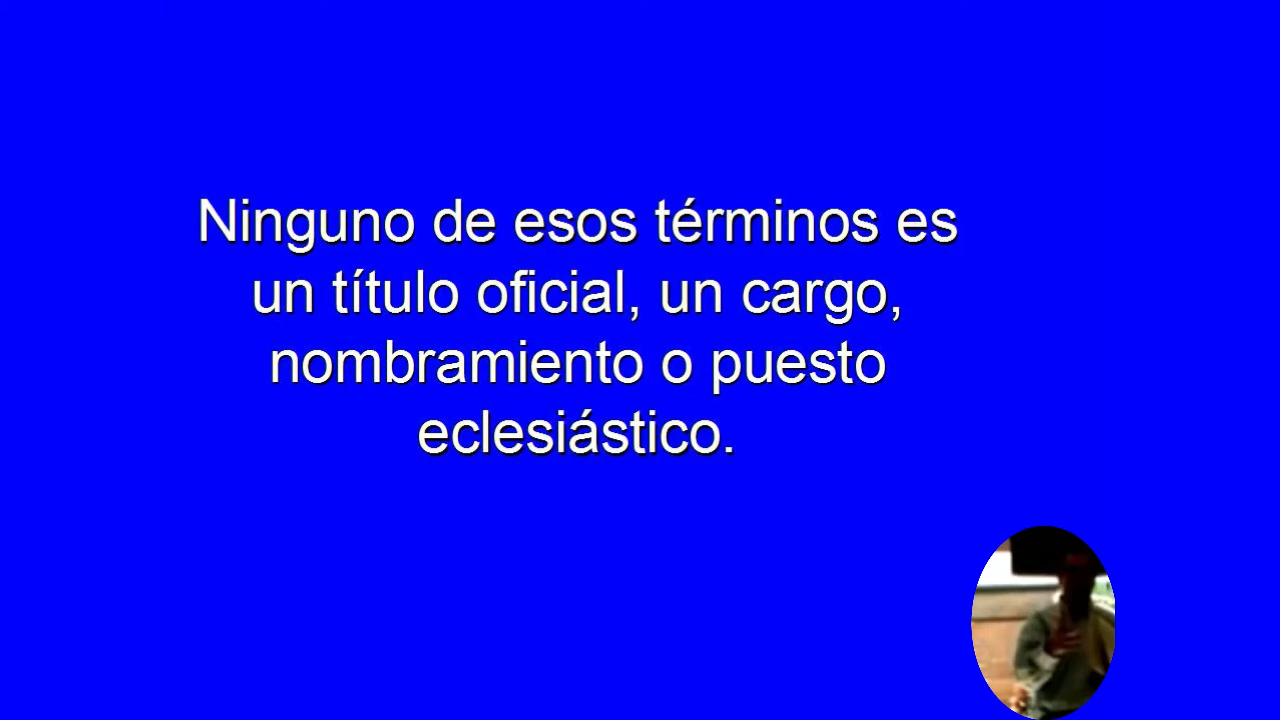 Ninguno de esos términos es
un título oficial, un cargo,
nombramiento o puesto
eclesiástico.